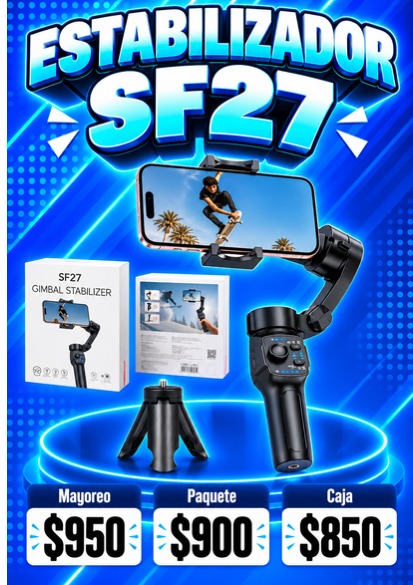 ESTABILIZADOR
SF27
SF27
GIMBAL STABILIZER
Mayoreo
Paquete
Caja
$950
$900
$850